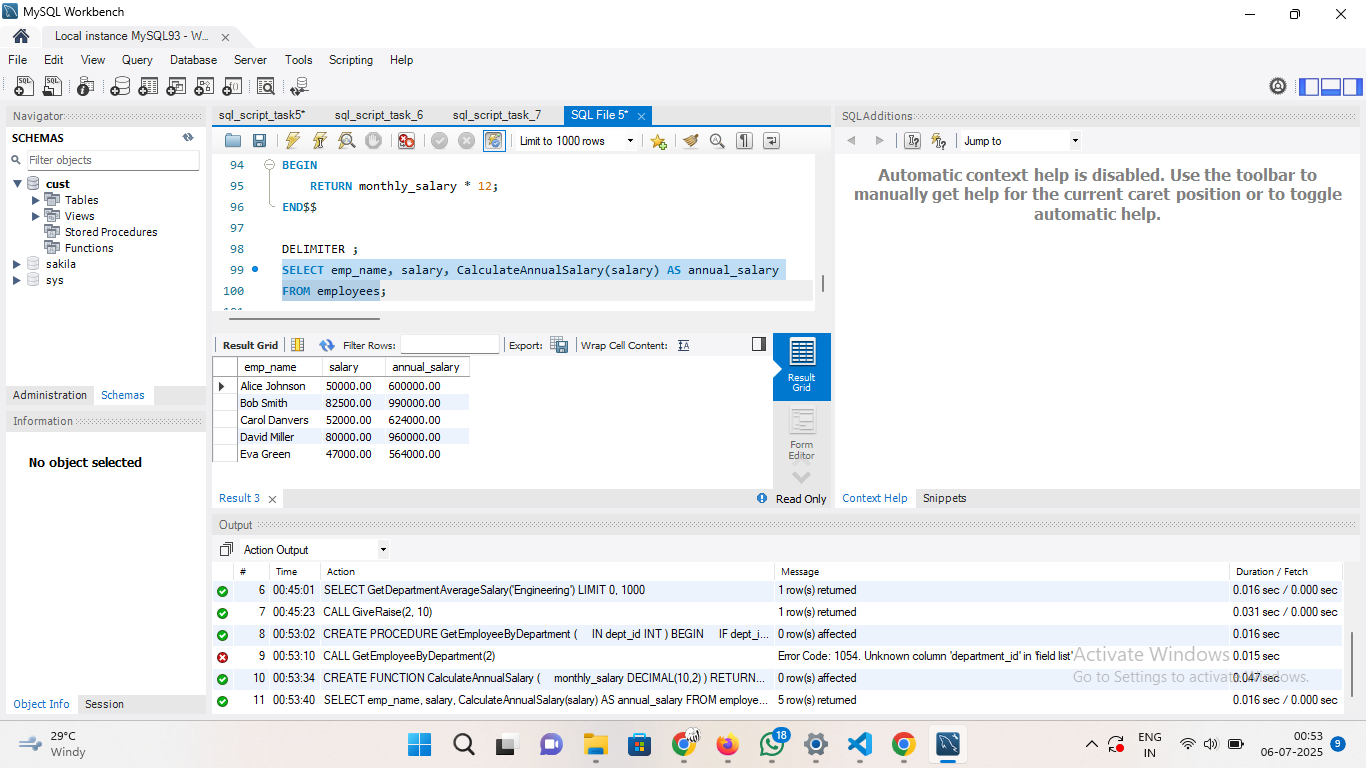 MySQL Workbench
Local instance MySQL93 - W...
File Edit View Query Database Server Tools Scripting Help
Navigator
SCHEMAS
Filter objects
cust
Tables
Views
Stored Procedures
Functions
sakila
sys
Administration Schemas
Information
No object selected
Object Info Session
sql_script_task5* sql_script_task_6 sql_script_task_7 SQL File 5*
Limit to 1000 rows
94 BEGIN
95 RETURN monthly_salary * 12;
96 END$$
97
98 DELIMITER ;
99 SELECT emp_name, salary, CalculateAnnualSalary(salary) AS annual_salary
100 FROM employees;
Result Grid Filter Rows: Export: Wrap Cell Content:
emp_name salary annual_salary
Alice Johnson 50000.00 600000.00
Bob Smith 82500.00 990000.00
Carol Danvers 52000.00 624000.00
David Miller 80000.00 960000.00
Eva Green 47000.00 564000.00
Result Grid
Form Editor
Result 3 Read Only
SQLAdditions
Jump to
Automatic context help is disabled. Use the toolbar to
manually get help for the current caret position or to toggle
automatic help.
Context Help Snippets
Output
Action Output
# Time Action Message Duration / Fetch
6 00:45:01 SELECT GetDepartmentAverageSalary('Engineering') LIMIT 0, 1000 1 row(s) returned 0.016 sec / 0.000 sec
7 00:45:23 CALL GiveRaise(2, 10) 1 row(s) returned 0.031 sec / 0.000 sec
8 00:53:02 CREATE PROCEDURE GetEmployeeByDepartment ( IN dept_id INT ) BEGIN IF dept_i... 0 row(s) affected 0.016 sec
9 00:53:10 CALL GetEmployeeByDepartment(2) Error Code: 1054. Unknown column 'department_id' in 'field list' 0.015 sec
10 00:53:34 CREATE FUNCTION CalculateAnnualSalary ( monthly_salary DECIMAL(10,2) ) RETURN... 0 row(s) affected 0.047 sec
11 00:53:40 SELECT emp_name, salary, CalculateAnnualSalary(salary) AS annual_salary FROM employe... 5 row(s) returned 0.016 sec / 0.000 sec
Activate Windows
Go to Settings to activate Windows.
29°C
Windy
18
ENG
IN
00:53
06-07-2025
9